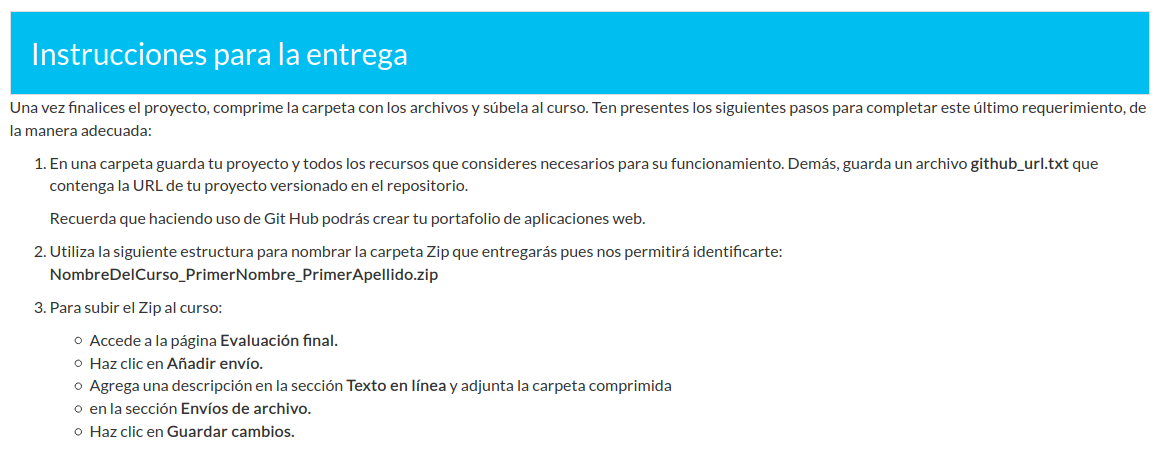 Instrucciones para la entrega
Una vez finalices el proyecto, comprime la carpeta con los archivos y súbela al curso. Ten presentes los siguientes pasos para completar este último requerimiento, de
la manera adecuada:
1. En una carpeta guarda tu proyecto y todos los recursos que consideres necesarios para su funcionamiento. Demás, guarda un archivo github_url.txt que
contenga la URL de tu proyecto versionado en el repositorio.
Recuerda que haciendo uso de Git Hub podrás crear tu portafolio de aplicaciones web.
2. Utiliza la siguiente estructura para nombrar la carpeta Zip que entregarás pues nos permitirá identificarte:
NombreDelCurso_PrimerNombre_PrimerApellido.zip
3. Para subir el Zip al curso:
○ Accede a la página Evaluación final.
○ Haz clic en Añadir envío.
○ Agrega una descripción en la sección Texto en línea y adjunta la carpeta comprimida
○ en la sección Envíos de archivo.
○ Haz clic en Guardar cambios.